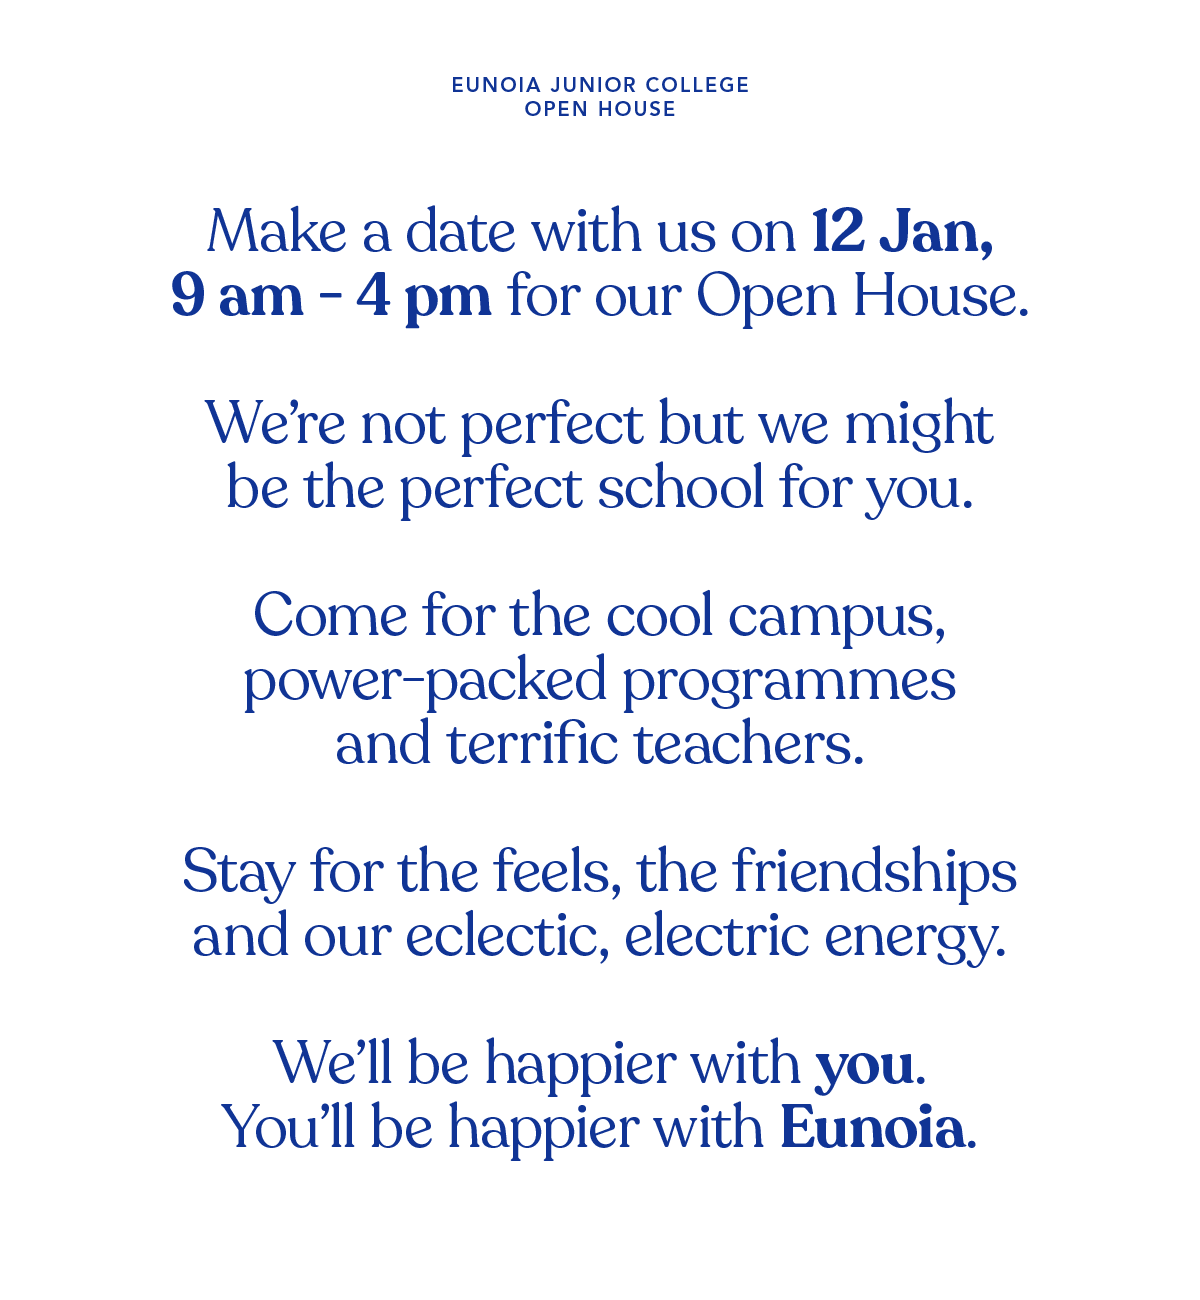 EUNOIA JUNIOR COLLEGE
OPEN HOUSE
Make a date with us on 12 Jan,
9 am - 4 pm for our Open House.
We’re not perfect but we might
be the perfect school for you.
Come for the cool campus,
power-packed programmes
and terrific teachers.
Stay for the feels, the friendships
and our eclectic, electric energy.
We’ll be happier with you.
You’ll be happier with Eunoia.